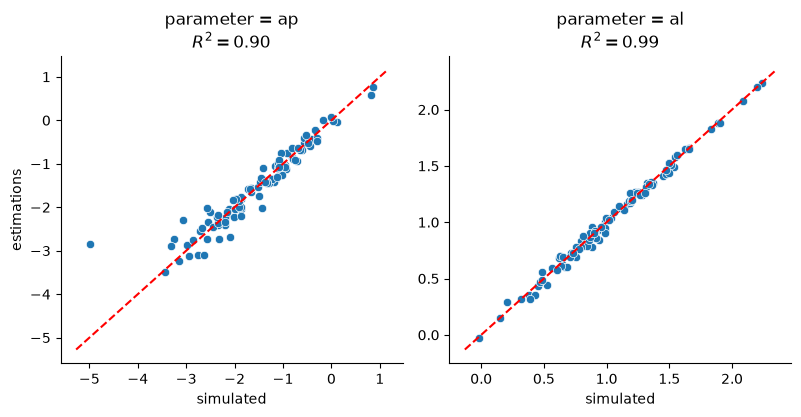 parameter = ap
R² = 0.90
estimations
1
0
−1
−2
−3
−4
−5
−5 −4 −3 −2 −1 0 1
simulated
parameter = al
R² = 0.99
2.0
1.5
1.0
0.5
0.0
0.0 0.5 1.0 1.5 2.0
simulated